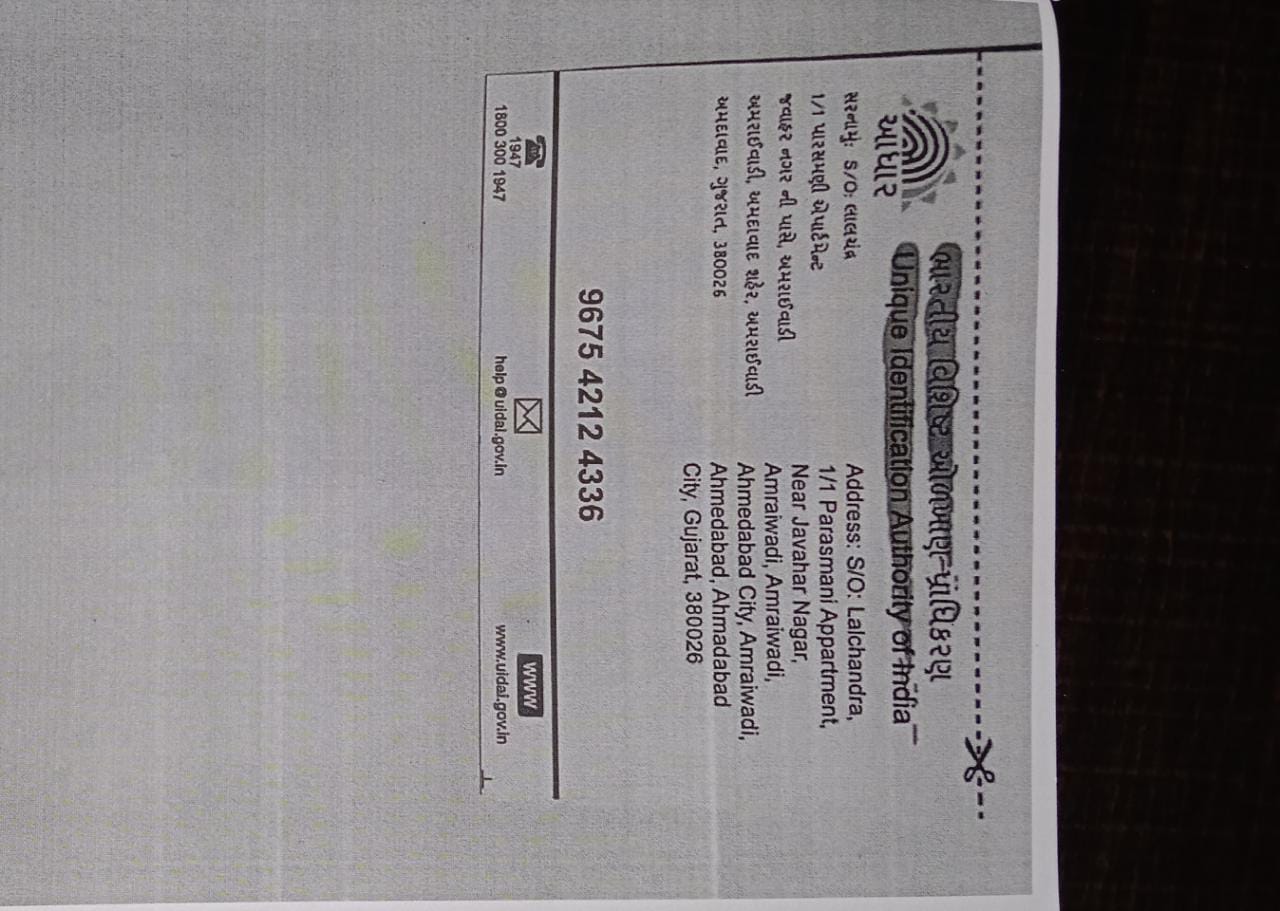 આધાર
ભારતીય વિશિષ્ટ ઓળખાણ પ્રાધિકરણ
Unique Identification Authority of India
સરનામું: S/O: લાલચંદ્ર
1/1 પારસમણી એપાર્ટમેન્ટ
જવાહર નગર ની પાસે, અમરાઈવાડી
અમરાઈવાડી, અમદાવાદ શહેર, અમરાઈવાડી
અમદાવાદ, ગુજરાત, 380026
Address: S/O: Lalchandra,
1/1 Parasmani Appartment,
Near Javahar Nagar,
Amraiwadi, Amraiwadi,
Ahmedabad City, Amraiwadi,
Ahmedabad, Ahmadabad
City, Gujarat, 380026
9675 4212 4336
1947
1800 300 1947
help@uidai.gov.in
www
www.uidai.gov.in